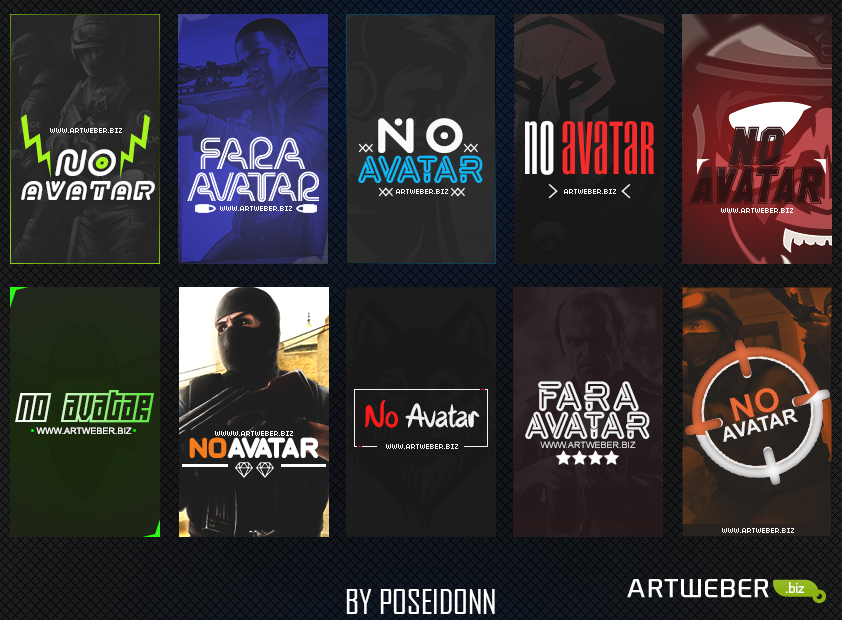 WWW.ARTWEBER.BIZ
NO
AVATAR
FARA
AVATAR
WWW.ARTWEBER.BIZ
NO
AVATAR
ARTWEBER.BIZ
no avatar
ARTWEBER.BIZ
NO
AVATAR
WWW.ARTWEBER.BIZ
no avatar
WWW.ARTWEBER.BIZ
WWWW.ARTWEBER.BIZ
NOAVATAR
No Avatar
WWW.ARTWEBER.BIZ
FARA
AVATAR
WWW.ARTWEBER.BIZ
NO
AVATAR
WWW.ARTWEBER.BIZ
BY POSEIDONN
ARTWEBER .biz